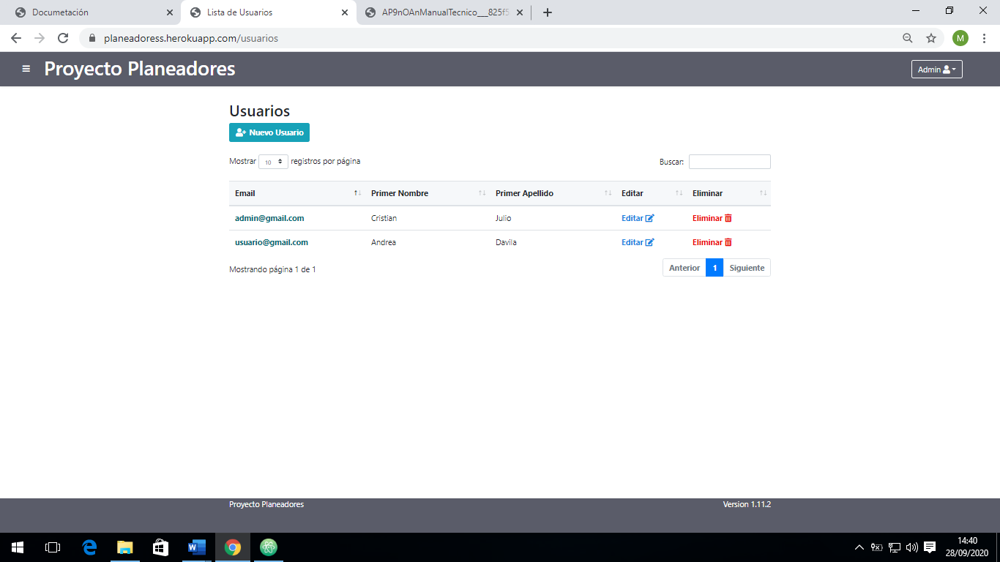 Documetación
Lista de Usuarios
AP9nOAnManualTecnico___825f5
planeadoress.herokuapp.com/usuarios
M
Proyecto Planeadores
Admin
Usuarios
Nuevo Usuario
Mostrar 10 registros por página
Buscar:
Email Primer Nombre Primer Apellido Editar Eliminar
admin@gmail.com Cristian Julio Editar Eliminar
usuario@gmail.com Andrea Davila Editar Eliminar
Mostrando página 1 de 1
Anterior 1 Siguiente
Proyecto Planeadores Version 1.11.2
14:40
28/09/2020